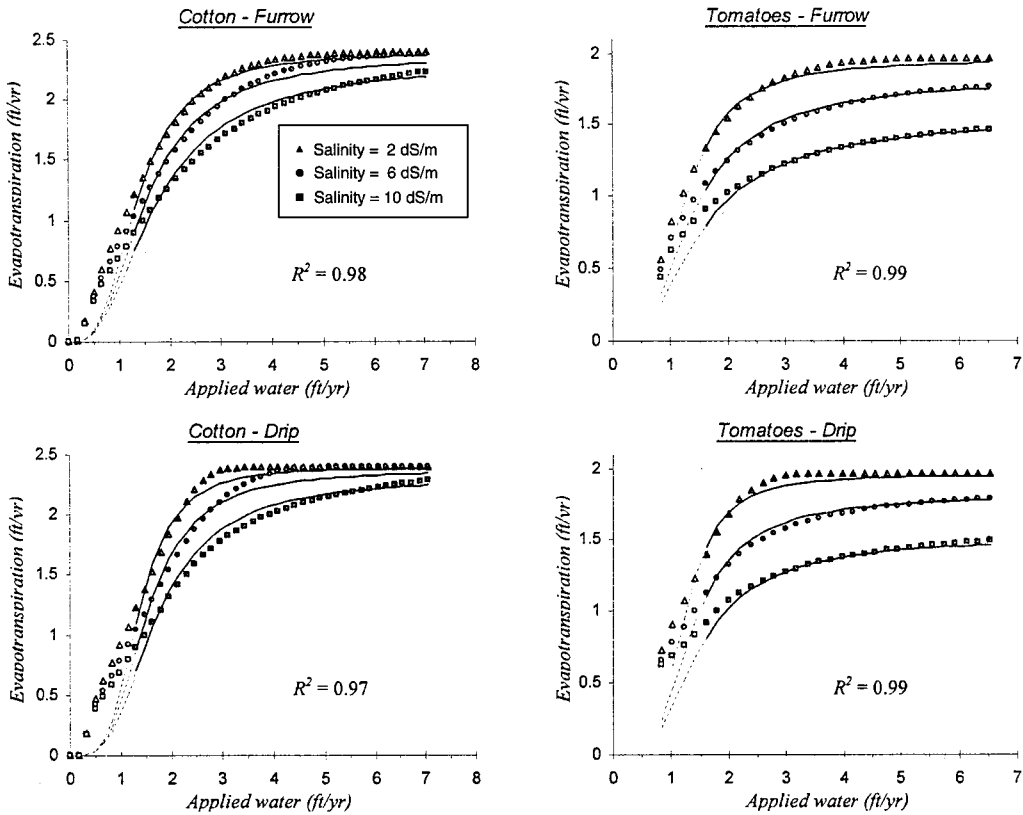 Cotton - Furrow
Evapotranspiration (ft/yr)
2.5
2
1.5
1
0.5
0
▲ Salinity = 2 dS/m
● Salinity = 6 dS/m
■ Salinity = 10 dS/m
R² = 0.98
0 1 2 3 4 5 6 7 8
Applied water (ft/yr)
Tomatoes - Furrow
Evapotranspiration (ft/yr)
2
1.5
1
0.5
0
R² = 0.99
0 1 2 3 4 5 6 7
Applied water (ft/yr)
Cotton - Drip
Evapotranspiration (ft/yr)
2.5
2
1.5
1
0.5
0
R² = 0.97
0 1 2 3 4 5 6 7 8
Applied water (ft/yr)
Tomatoes - Drip
Evapotranspiration (ft/yr)
2
1.5
1
0.5
0
R² = 0.99
0 1 2 3 4 5 6 7
Applied water (ft/yr)